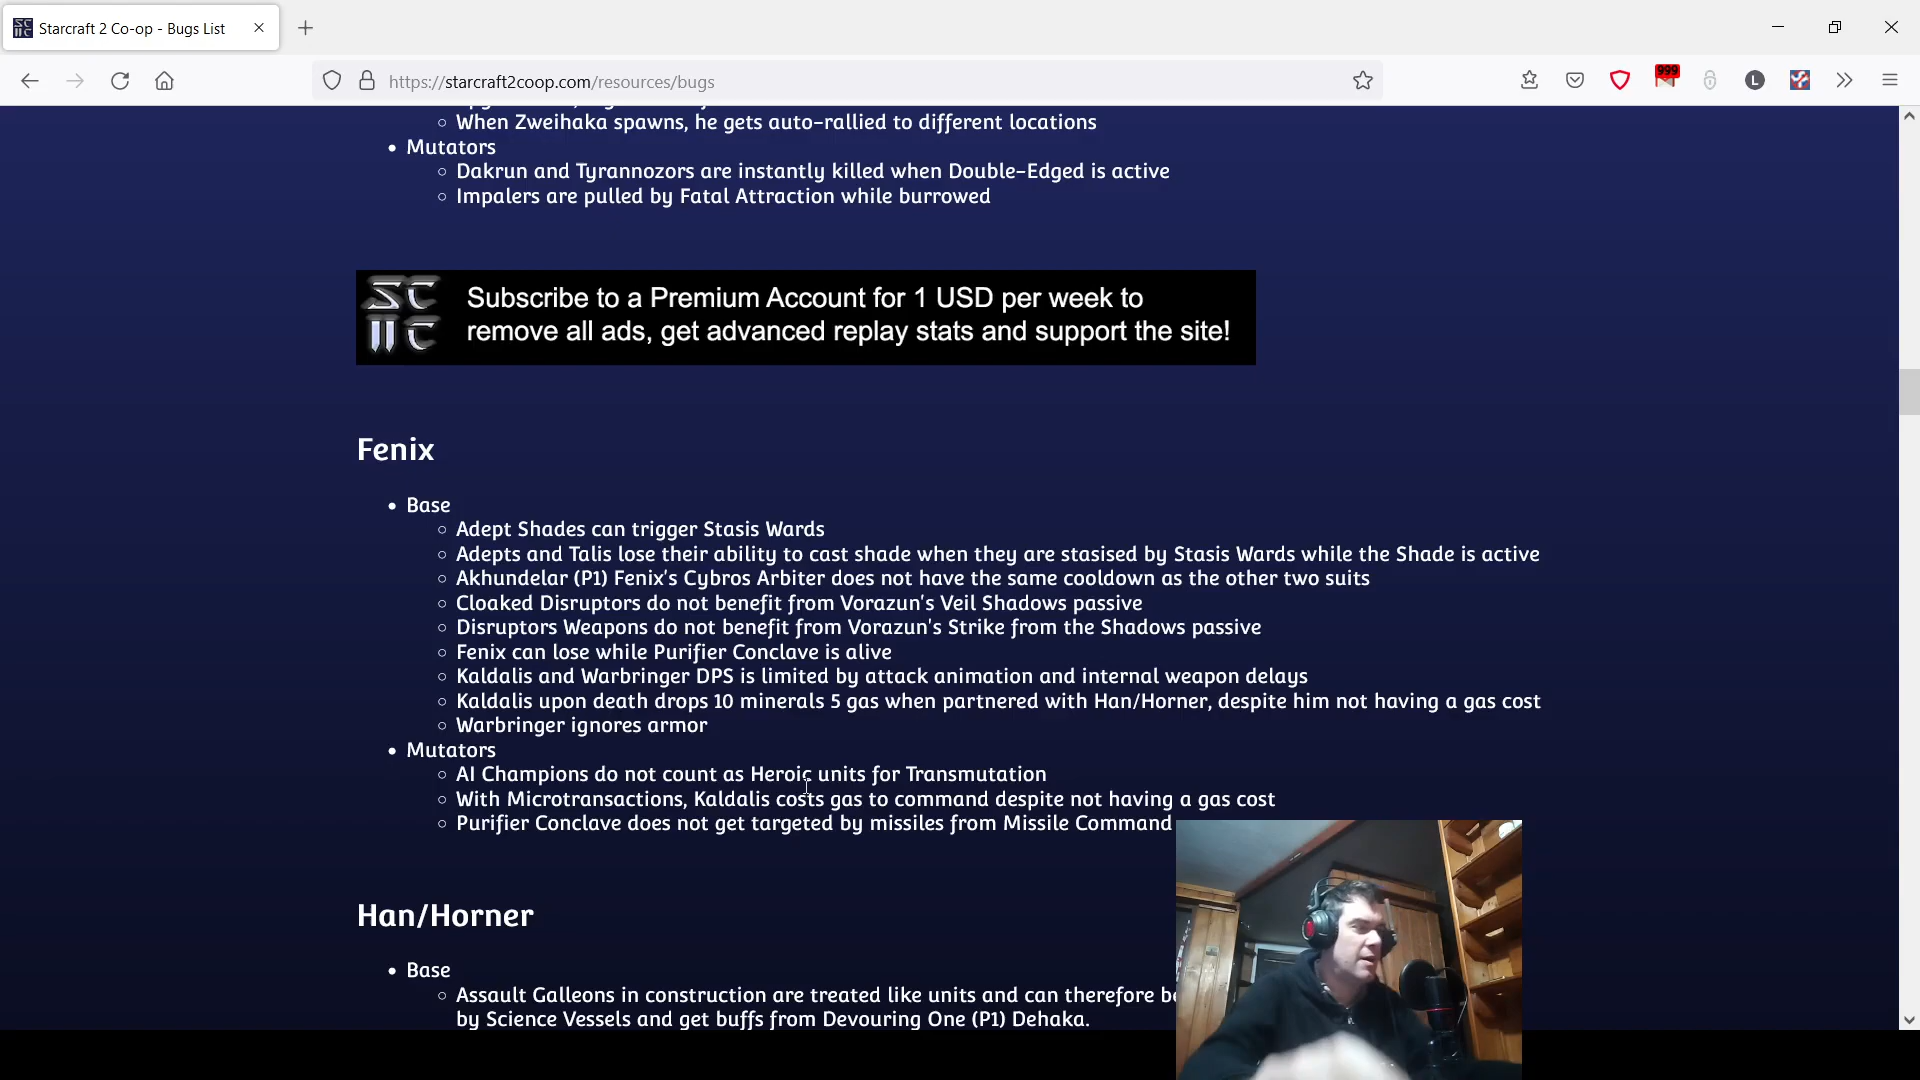 Starcraft 2 Co-op - Bugs List
https://starcraft2coop.com/resources/bugs
999
L
When Zweihaka spawns, he gets auto-rallied to different locations
Mutators
Dakrun and Tyrannozors are instantly killed when Double-Edged is active
Impalers are pulled by Fatal Attraction while burrowed
SC
IIC
Subscribe to a Premium Account for 1 USD per week to
remove all ads, get advanced replay stats and support the site!
Fenix
Base
Adept Shades can trigger Stasis Wards
Adepts and Talis lose their ability to cast shade when they are stasised by Stasis Wards while the Shade is active
Akhundelar (P1) Fenix's Cybros Arbiter does not have the same cooldown as the other two suits
Cloaked Disruptors do not benefit from Vorazun's Veil Shadows passive
Disruptors Weapons do not benefit from Vorazun's Strike from the Shadows passive
Fenix can lose while Purifier Conclave is alive
Kaldalis and Warbringer DPS is limited by attack animation and internal weapon delays
Kaldalis upon death drops 10 minerals 5 gas when partnered with Han/Horner, despite him not having a gas cost
Warbringer ignores armor
Mutators
AI Champions do not count as Heroic units for Transmutation
With Microtransactions, Kaldalis costs gas to command despite not having a gas cost
Purifier Conclave does not get targeted by missiles from Missile Command
Han/Horner
Base
Assault Galleons in construction are treated like units and can therefore
by Science Vessels and get buffs from Devouring One (P1) Dehaka.